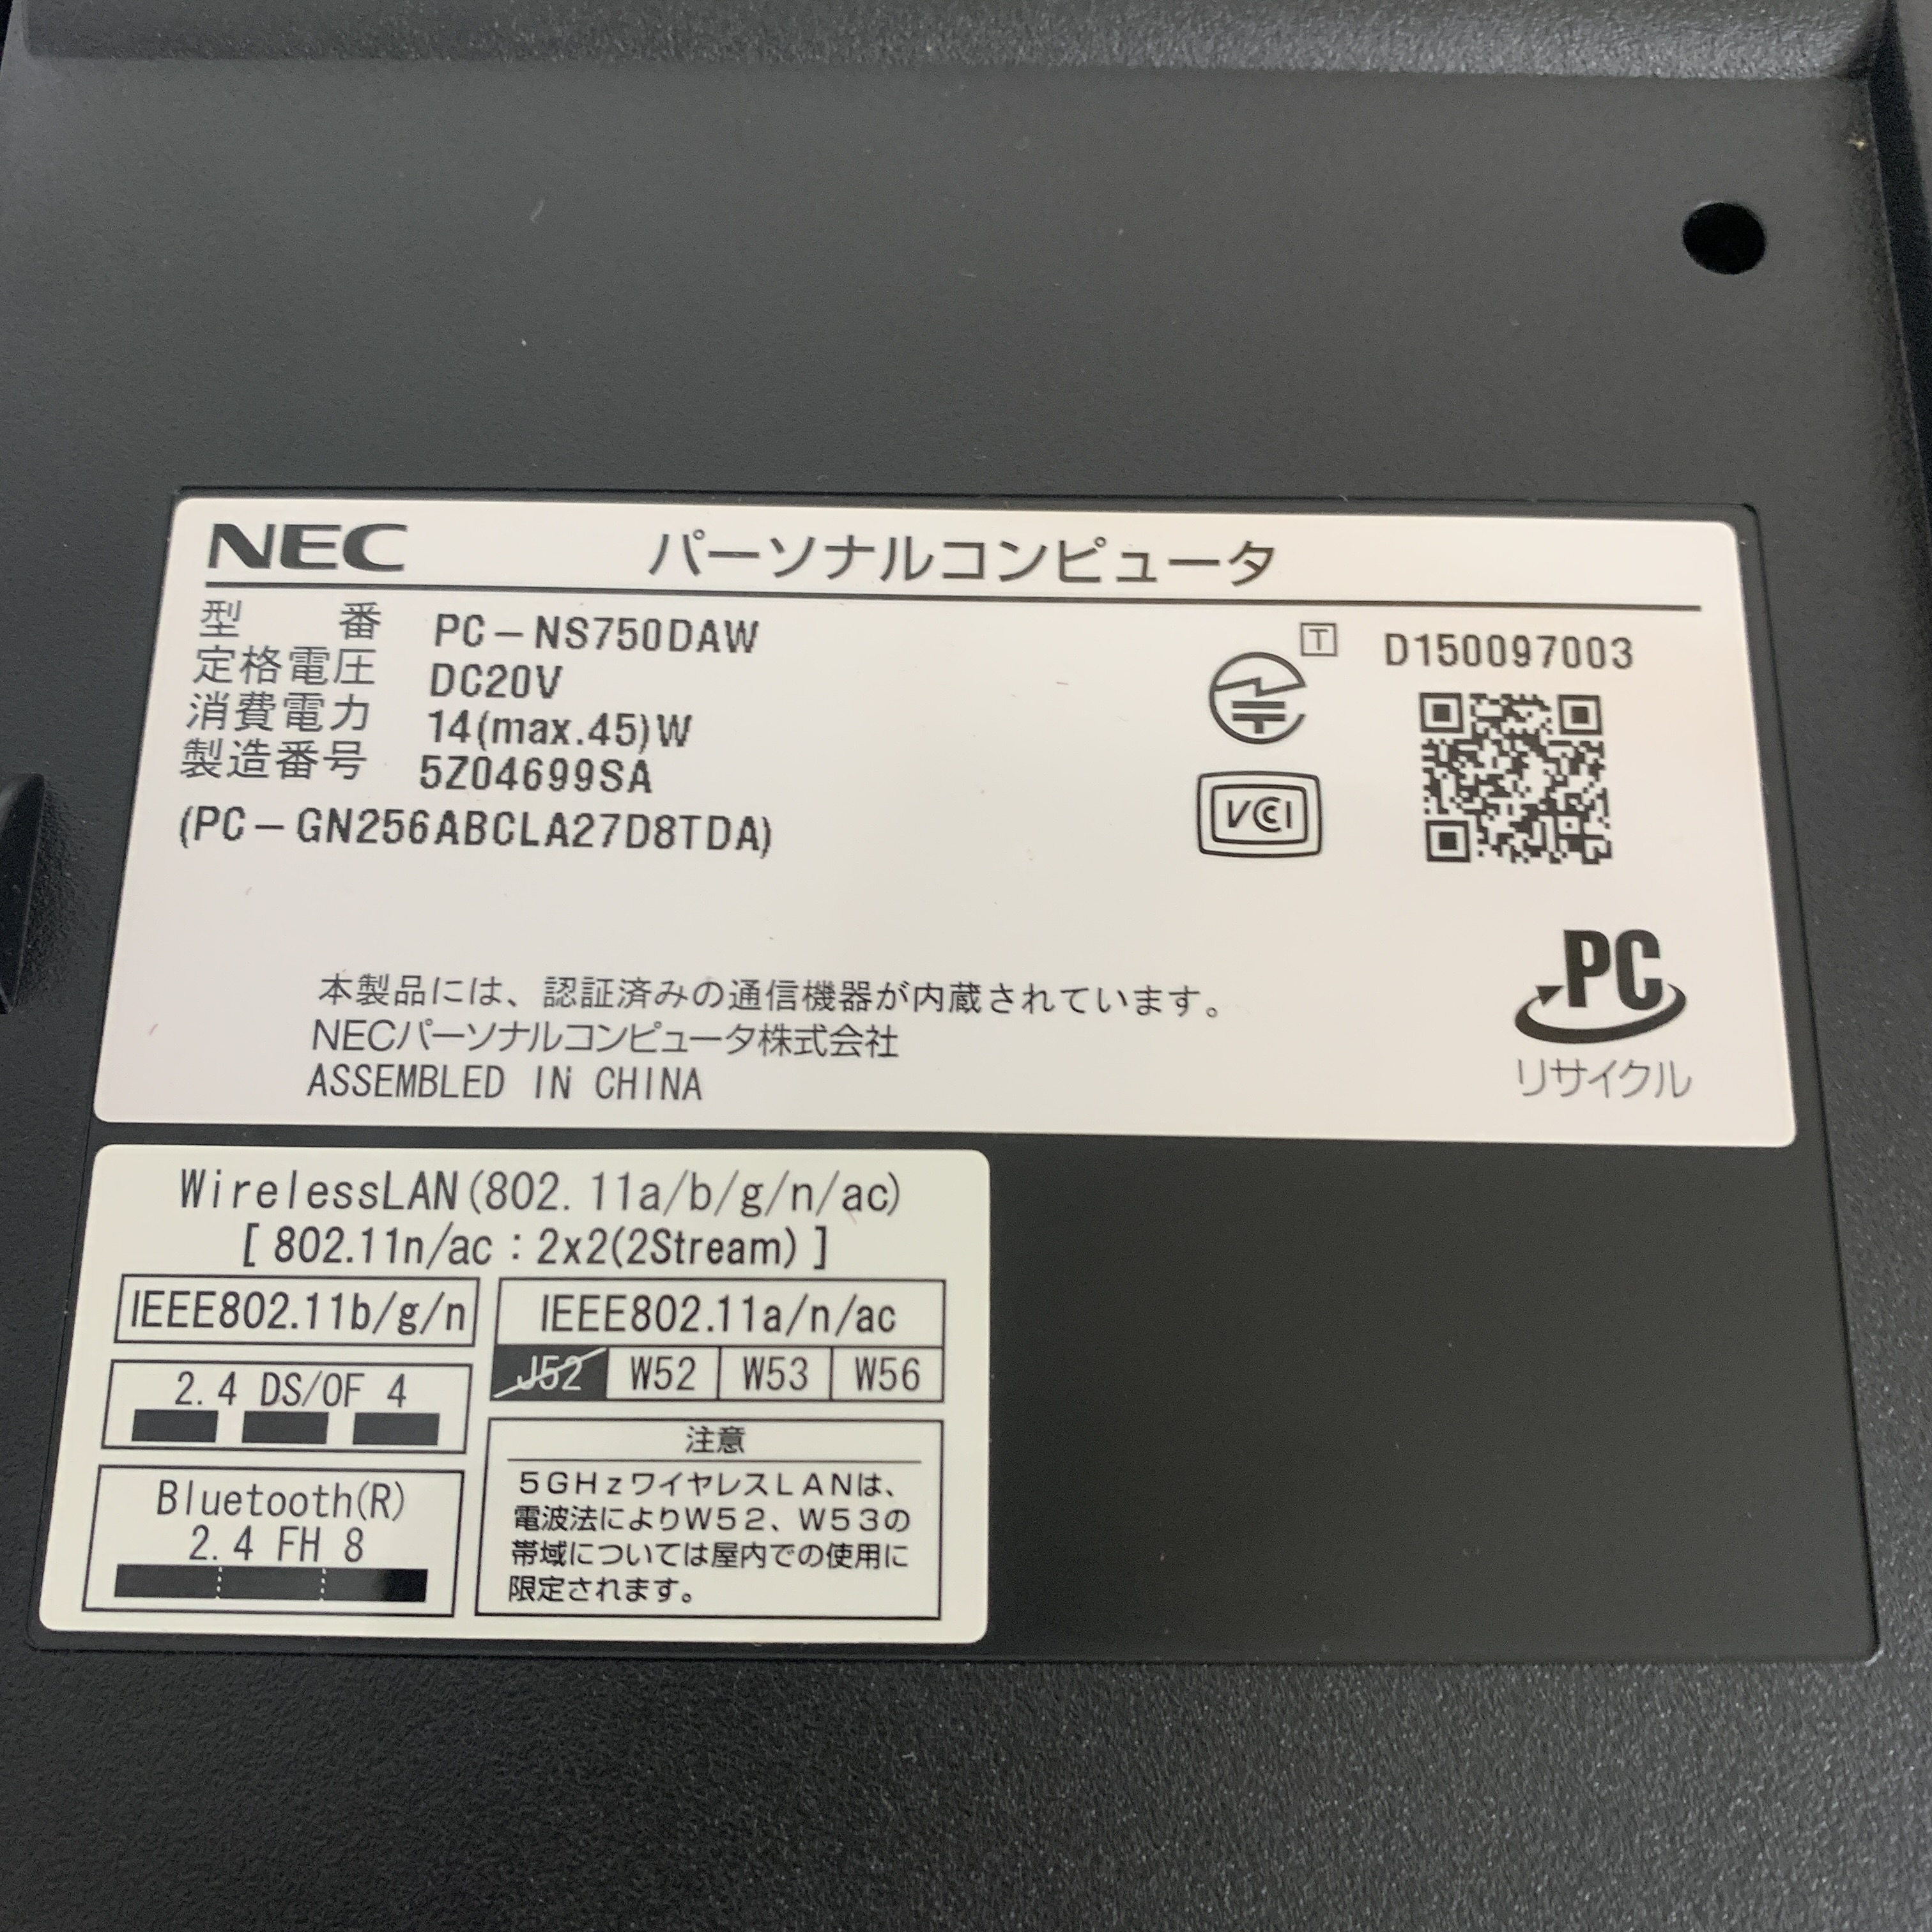 NEC パーソナルコンピュータ
型 番 PC-NS750DAW
定格電圧 DC20V
消費電力 14(max.45)W
製造番号 5Z04699SA
(PC-GN256ABCLA27D8TDA)
T D150097003
VCCI
本製品には、認証済みの通信機器が内蔵されています。
NECパーソナルコンピュータ株式会社
ASSEMBLED IN CHINA
PC
リサイクル
WirelessLAN(802.11a/b/g/n/ac)
[ 802.11n/ac : 2x2(2Stream) ]
IEEE802.11b/g/n
2.4 DS/OF 4
Bluetooth(R)
2.4 FH 8
IEEE802.11a/n/ac
J52 W52 W53 W56
注意
5GHzワイヤレスLANは、
電波法によりW52、W53の
帯域については屋内での使用に
限定されます。